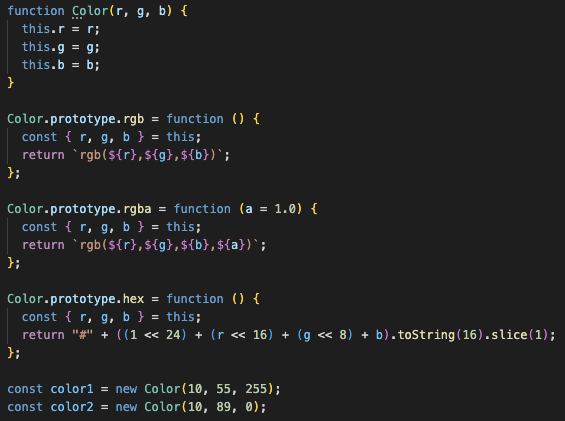 function Color(r, g, b) {
  this.r = r;
  this.g = g;
  this.b = b;
}

Color.prototype.rgb = function () {
  const { r, g, b } = this;
  return `rgb(${r},${g},${b})`;
};

Color.prototype.rgba = function (a = 1.0) {
  const { r, g, b } = this;
  return `rgb(${r},${g},${b},${a})`;
};

Color.prototype.hex = function () {
  const { r, g, b } = this;
  return "#" + ((1 << 24) + (r << 16) + (g << 8) + b).toString(16).slice(1);
};

const color1 = new Color(10, 55, 255);
const color2 = new Color(10, 89, 0);